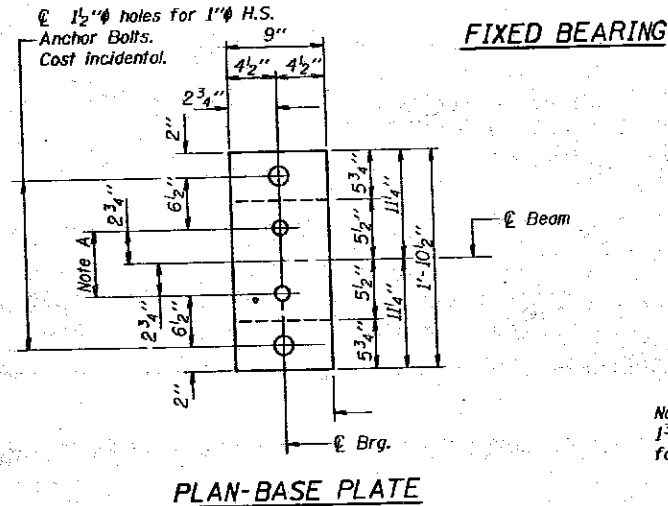 ℄ 1½"ϕ holes for 1"ϕ H.S.
Anchor Bolts.
Cost incidental.
FIXED BEARING
9"
4½" 4½"
2¾"
2"
6½"
2¾"
Note A
2¾"
6½"
2"
5¾"
5½"
5½"
5¾"
11¼"
11¼"
1'-10½"
℄ Beam
℄ Brg.
PLAN-BASE PLATE